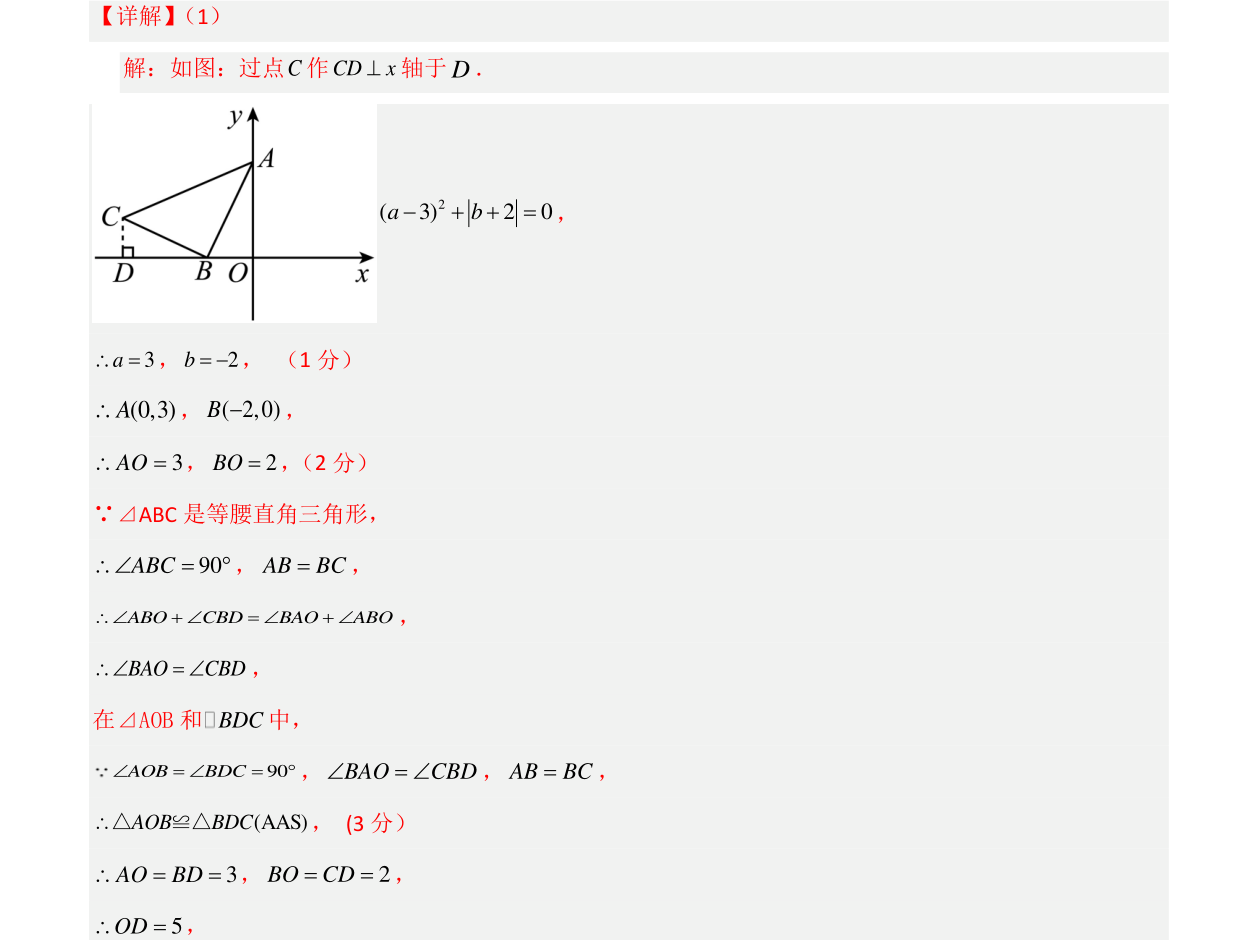 【详解】（1）
解：如图：过点C作CD⊥x轴于D．
y
A
C
D
B
O
x
(a−3)²+|b+2|=0，
∴a=3，b=−2，（1分）
∴A(0,3)，B(−2,0)，
∴AO=3，BO=2，（2分）
∵⊿ABC是等腰直角三角形，
∴∠ABC=90°，AB=BC，
∴∠ABO+∠CBD=∠BAO+∠ABO，
∴∠BAO=∠CBD，
在⊿AOB和□BDC中，
∵∠AOB=∠BDC=90°，∠BAO=∠CBD，AB=BC，
∴△AOB≌△BDC(AAS)，(3分）
∴AO=BD=3，BO=CD=2，
∴OD=5，